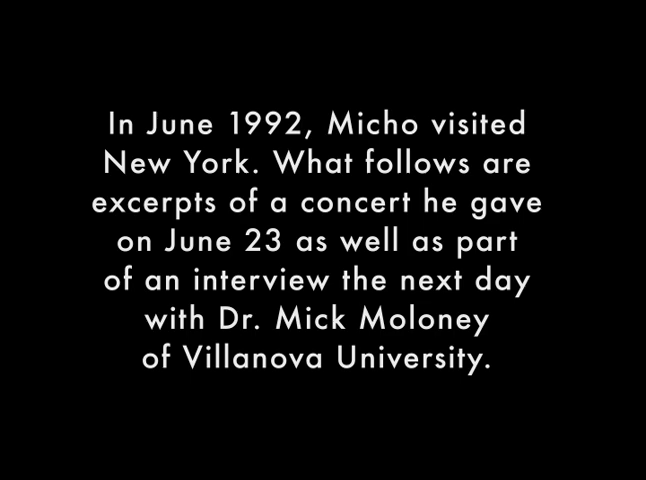 In June 1992, Micho visited
New York. What follows are
excerpts of a concert he gave
on June 23 as well as part
of an interview the next day
with Dr. Mick Moloney
of Villanova University.